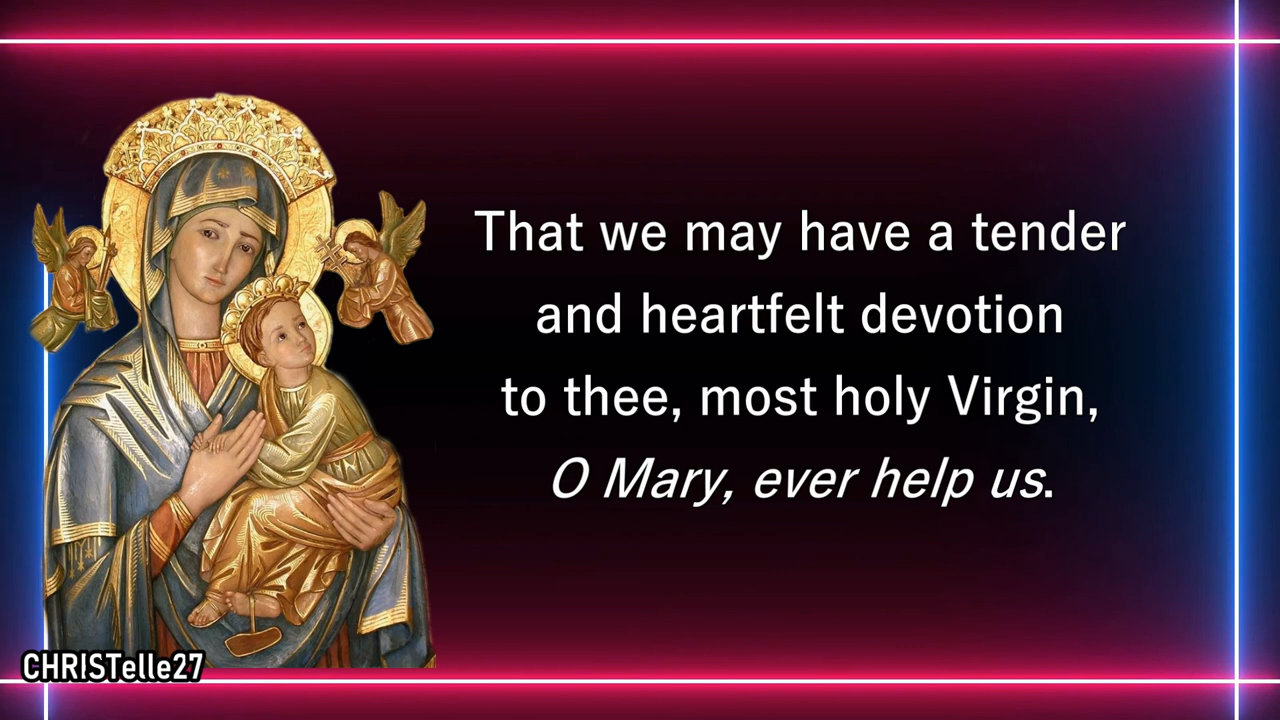 That we may have a tender
and heartfelt devotion
to thee, most holy Virgin,
O Mary, ever help us.
CHRISTelle27